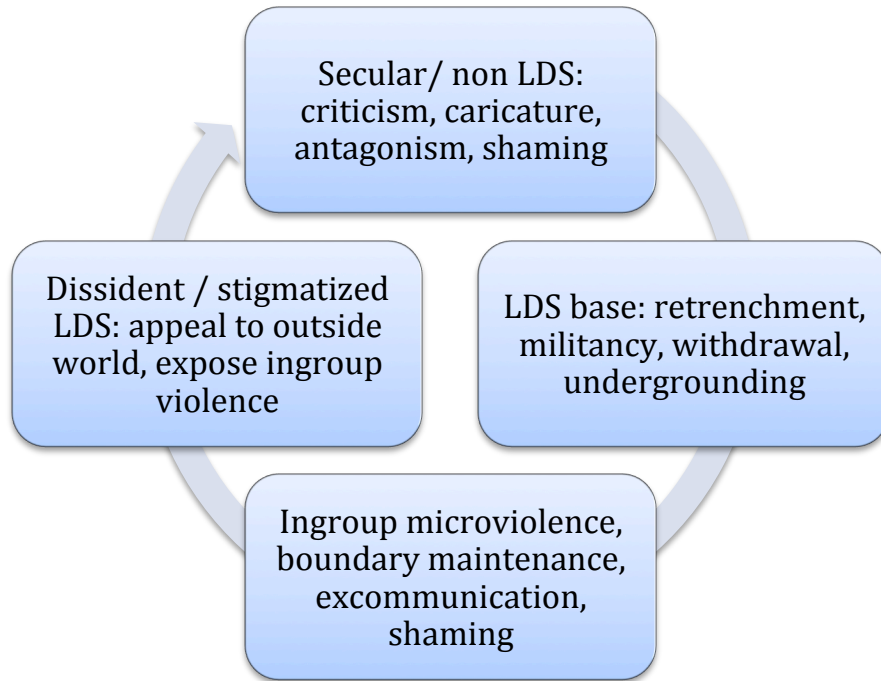 Secular/ non LDS:
criticism, caricature,
antagonism, shaming
Dissident / stigmatized
LDS: appeal to outside
world, expose ingroup
violence
LDS base: retrenchment,
militancy, withdrawal,
undergrounding
Ingroup microviolence,
boundary maintenance,
excommunication,
shaming